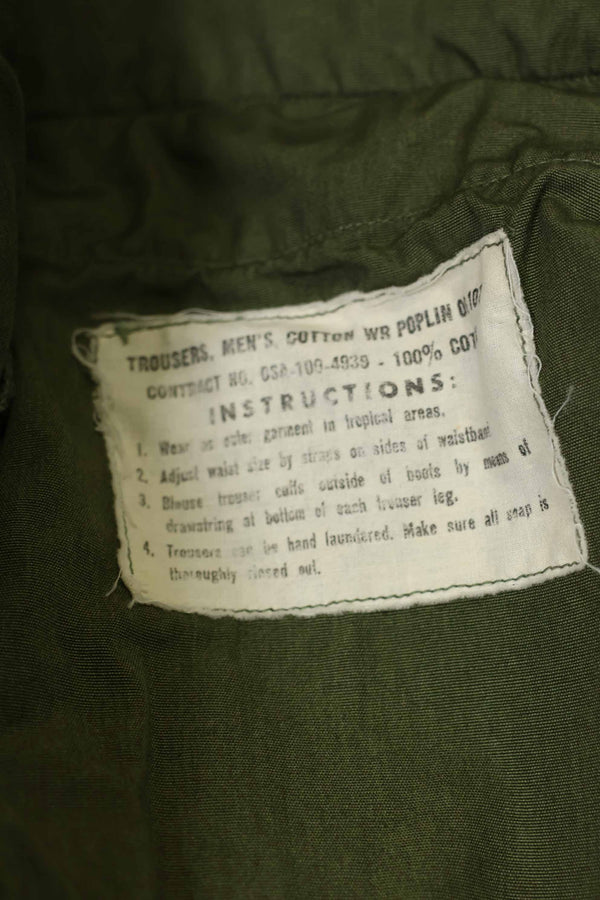 TROUSERS, MEN'S, COTTON WR POPLIN OG 107
CONTRACT NO. DSA-109-4939 - 100% COT
INSTRUCTIONS:
1. Wear as outer garment in tropical areas.
2. Adjust waist size by straps on sides of waistband
3. Blouse trouser cuffs outside of boots by means of
drawstring at bottom of each trouser leg.
4. Trousers can be hand laundered. Make sure all soap is
thoroughly rinsed out.